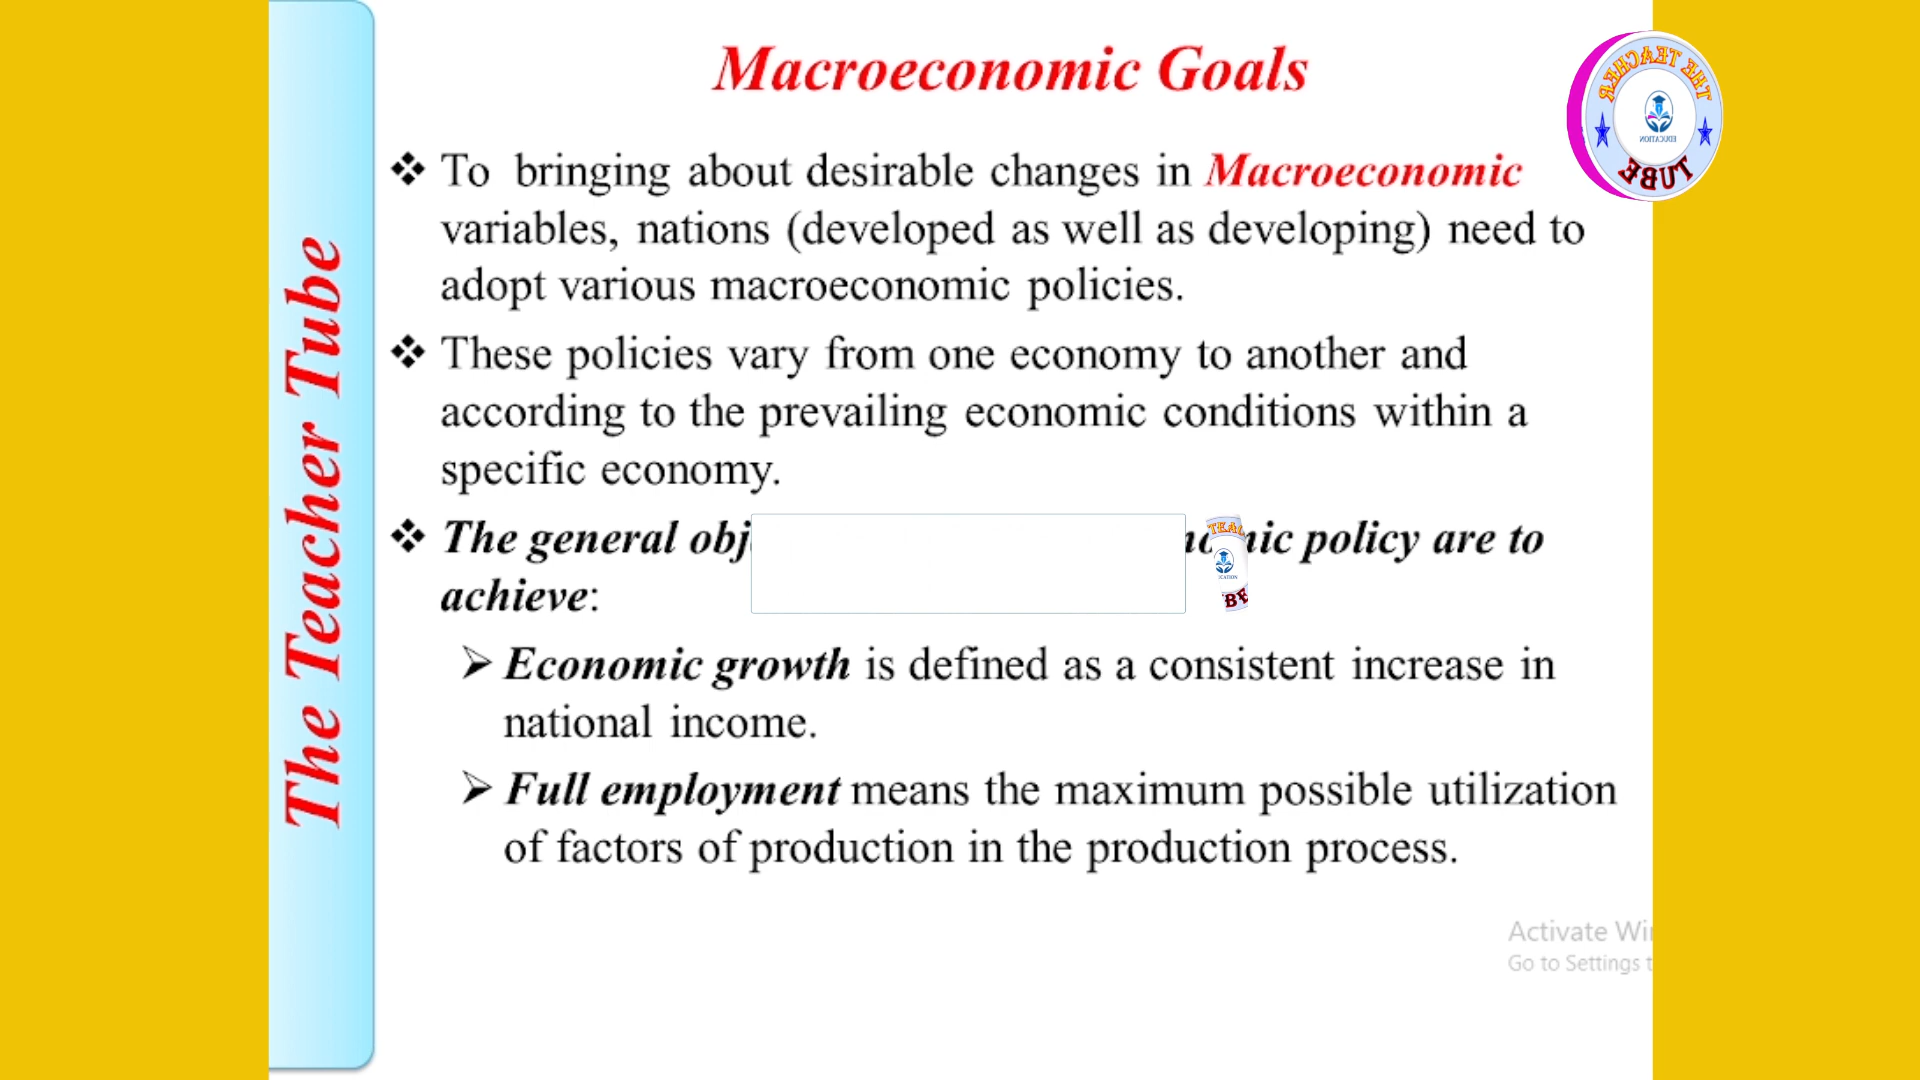 Macroeconomic Goals
❖ To bringing about desirable changes in Macroeconomic
variables, nations (developed as well as developing) need to
adopt various macroeconomic policies.
❖ These policies vary from one economy to another and
according to the prevailing economic conditions within a
specific economy.
❖ The general policy are to
achieve:
➢ Economic growth is defined as a consistent increase in
national income.
➢ Full employment means the maximum possible utilization
of factors of production in the production process.
The Teacher Tube
THE TEACHER
EDUCATION
TUBE
Activate
Go to Settings